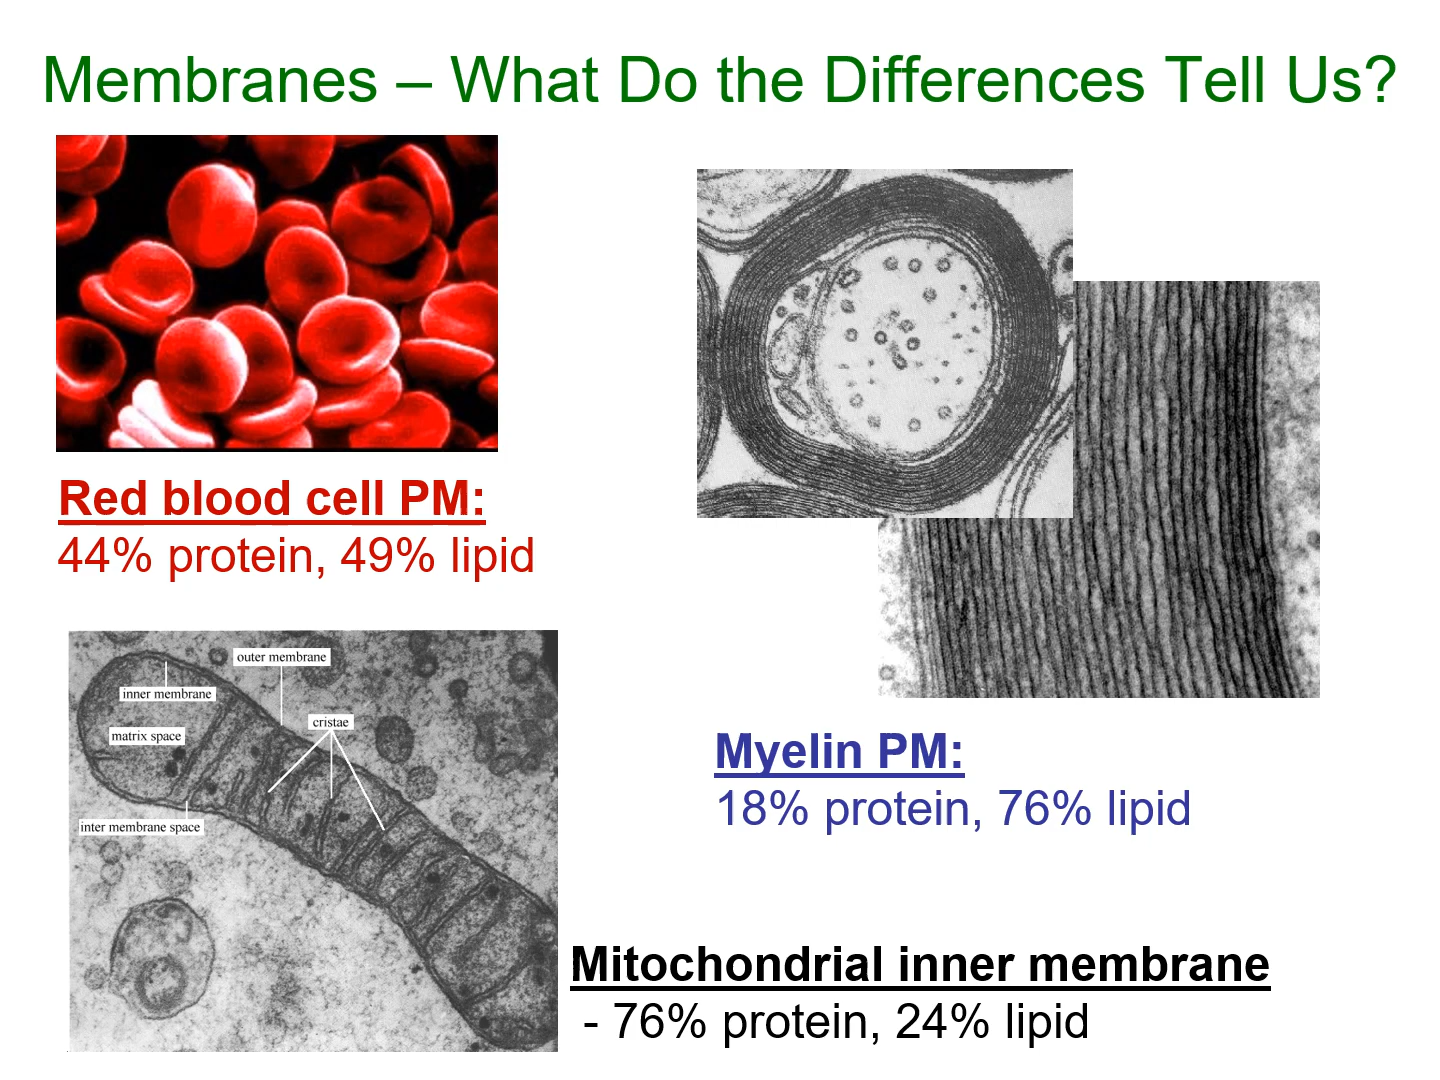 Membranes – What Do the Differences Tell Us?
Red blood cell PM:
44% protein, 49% lipid
outer membrane
inner membrane
cristae
matrix space
inter membrane space
Myelin PM:
18% protein, 76% lipid
Mitochondrial inner membrane
- 76% protein, 24% lipid